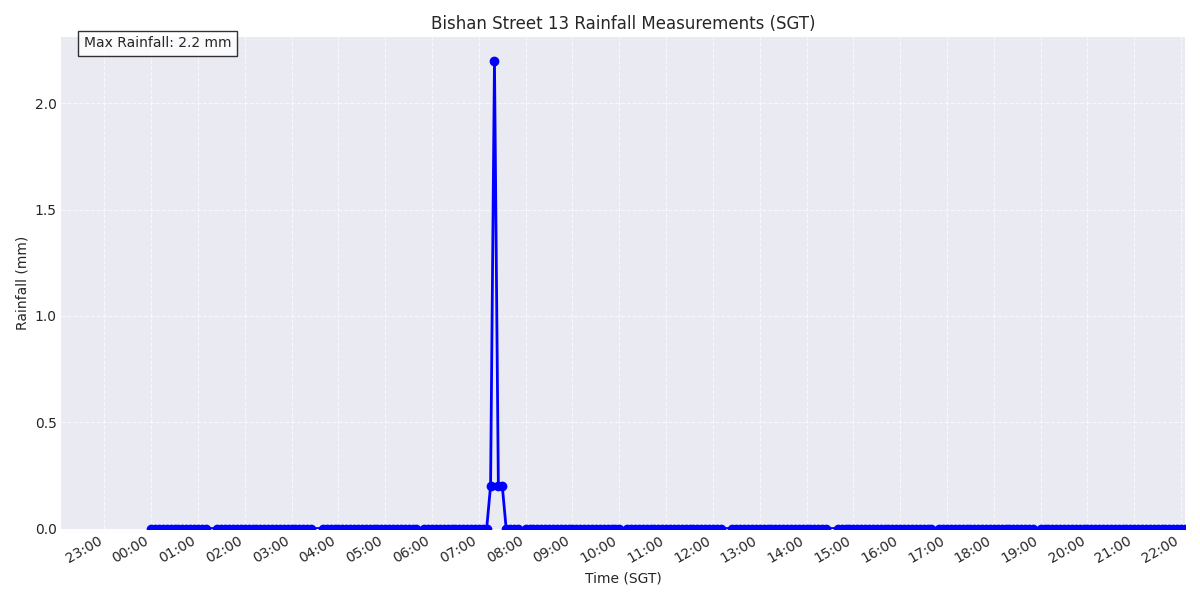 Bishan Street 13 Rainfall Measurements (SGT)
Max Rainfall: 2.2 mm
Rainfall (mm)
2.0
1.5
1.0
0.5
0.0
23:00 00:00 01:00 02:00 03:00 04:00 05:00 06:00 07:00 08:00 09:00 10:00 11:00 12:00 13:00 14:00 15:00 16:00 17:00 18:00 19:00 20:00 21:00 22:00
Time (SGT)